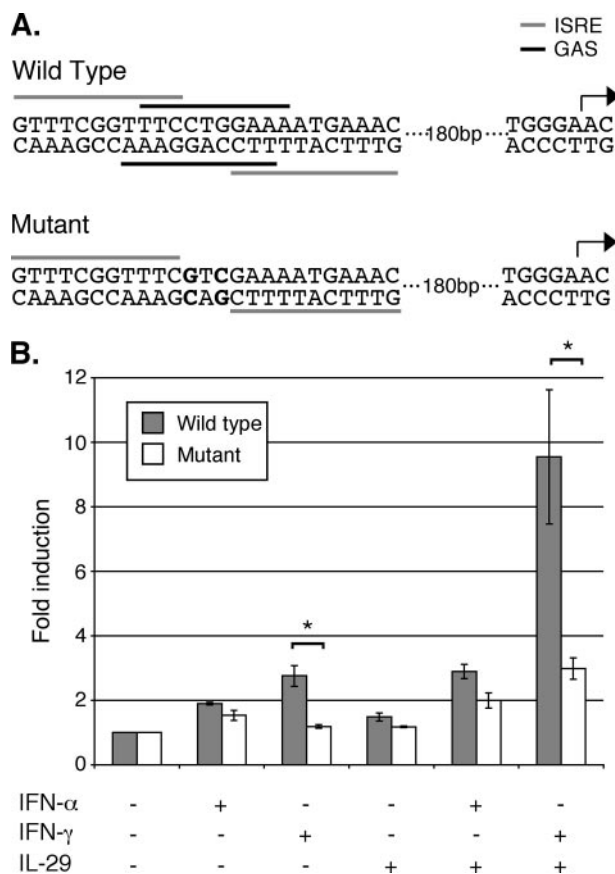 A.
ISRE
GAS
Wild Type
GTTTCGGTTTCCTGGAAAATGAAAC TGGGAAC
CAAAGCCAAAGGACCTTTTACTTTG ···180bp···· ACCCTTG
Mutant
GTTTCGGTTTCGTCGAAAATGAAAC TGGGAAC
CAAAGCCAAAGCAGCTTTTACTTTG ···180bp··· ACCCTTG
B.
12
10
8
6
4
2
0
Fold induction
Wild type
Mutant
*
*
IFN-α - + - - + -
IFN-γ - - + - - +
IL-29 - - - + + +